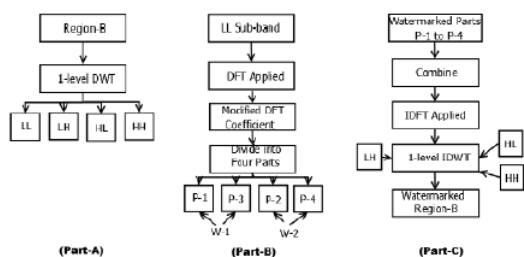 Region-B
1-level DWT
LL LH HL HH
(Part-A)
LL Sub-band
DFT Applied
Modified DFT
Coefficient
Divide into
Four Parts
P-1 P-3 P-2 P-4
W-1 W-2
(Part-B)
Watermarked Parts
P-1 to P-4
Combine
IDFT Applied
LH 1-level IDWT HL
HH
Watermarked
Region-B
(Part-C)